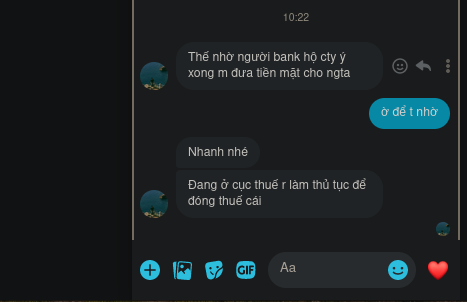 10:22
Thế nhờ người bank hộ cty ý
xong m đưa tiền mặt cho ngta
ờ để t nhờ
Nhanh nhé
Đang ở cục thuế r làm thủ tục để
đóng thuế cái
GIF
Aa